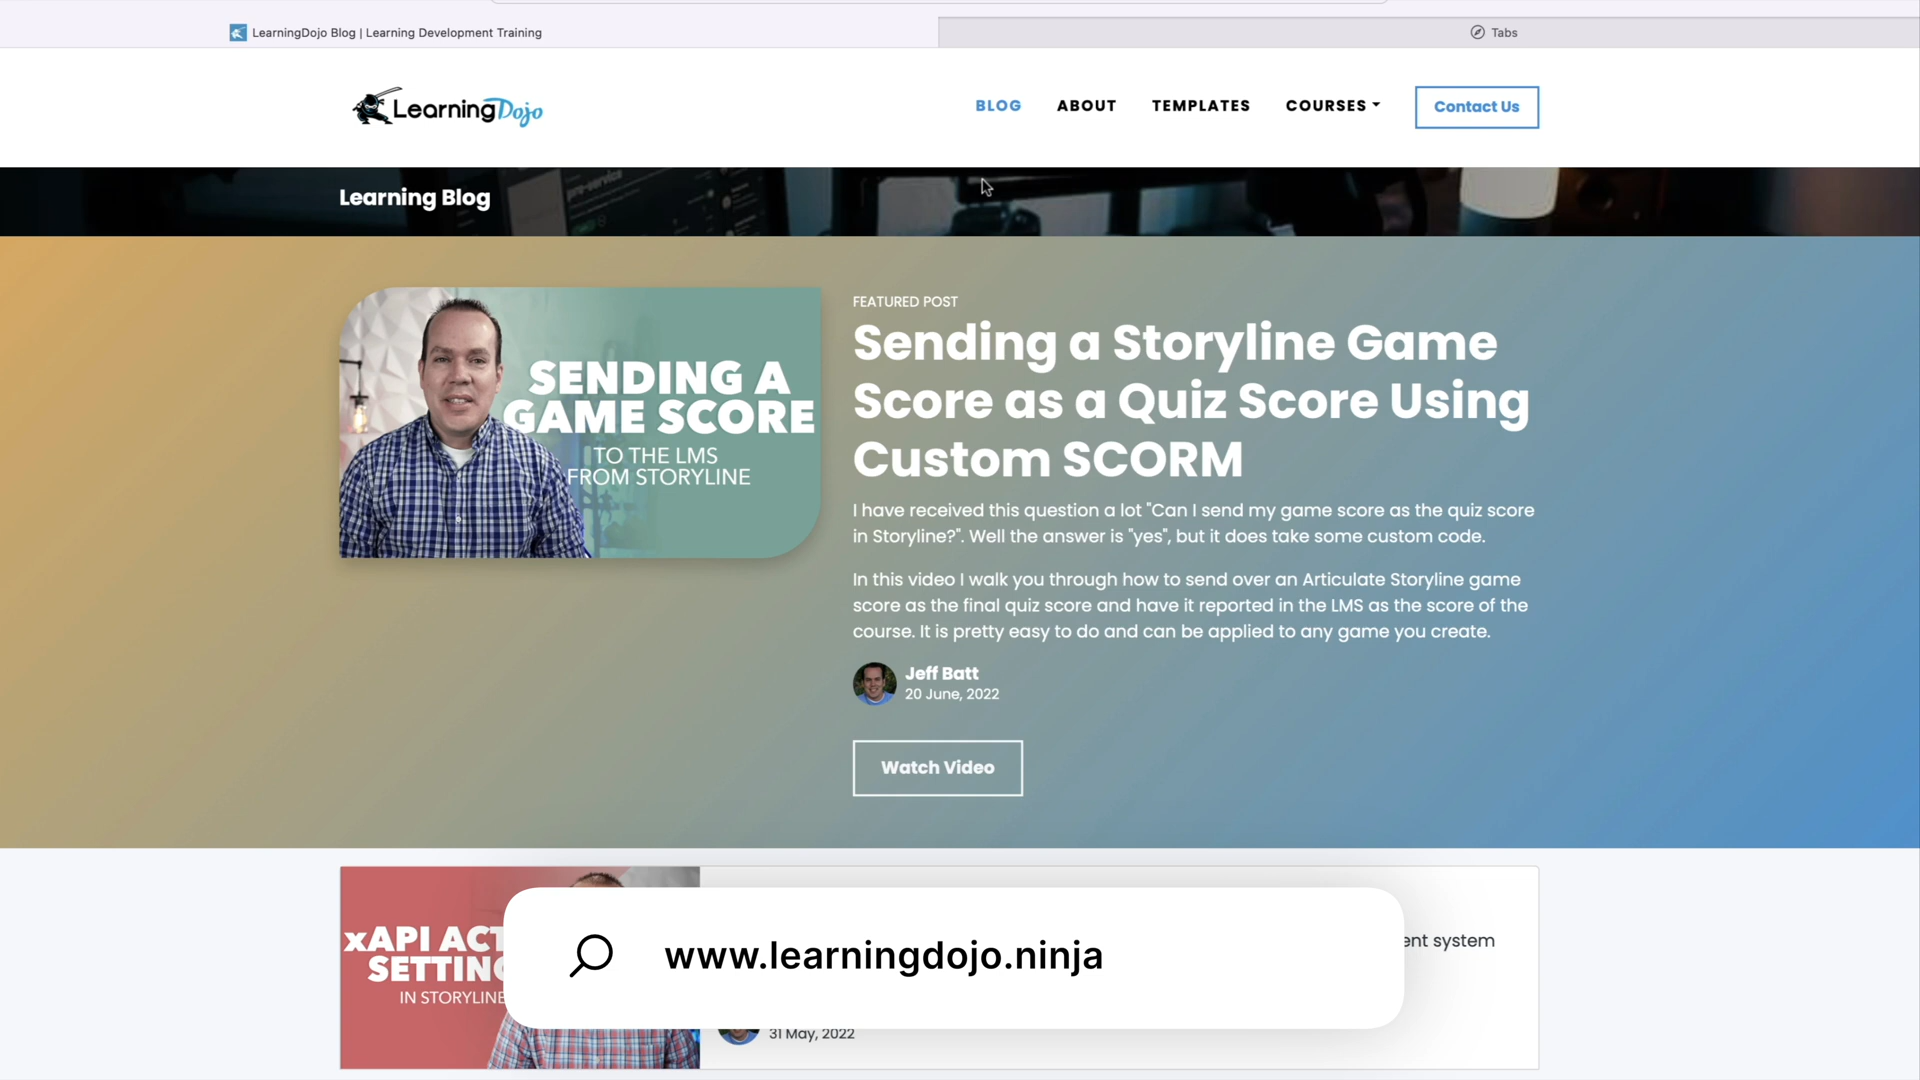 LearningDojo Blog | Learning Development Training
Tabs
LearningDojo
BLOG
ABOUT
TEMPLATES
COURSES
Contact Us
Learning Blog
SENDING A
GAME SCORE
TO THE LMS
FROM STORYLINE
FEATURED POST
Sending a Storyline Game
Score as a Quiz Score Using
Custom SCORM
I have received this question a lot "Can I send my game score as the quiz score
in Storyline?". Well the answer is "yes", but it does take some custom code.
In this video I walk you through how to send over an Articulate Storyline game
score as the final quiz score and have it reported in the LMS as the score of the
course. It is pretty easy to do and can be applied to any game you create.
Jeff Batt
20 June, 2022
Watch Video
xAPI ACT
SETTING
IN STORYLINE
ent system
www.learningdojo.ninja
31 May, 2022